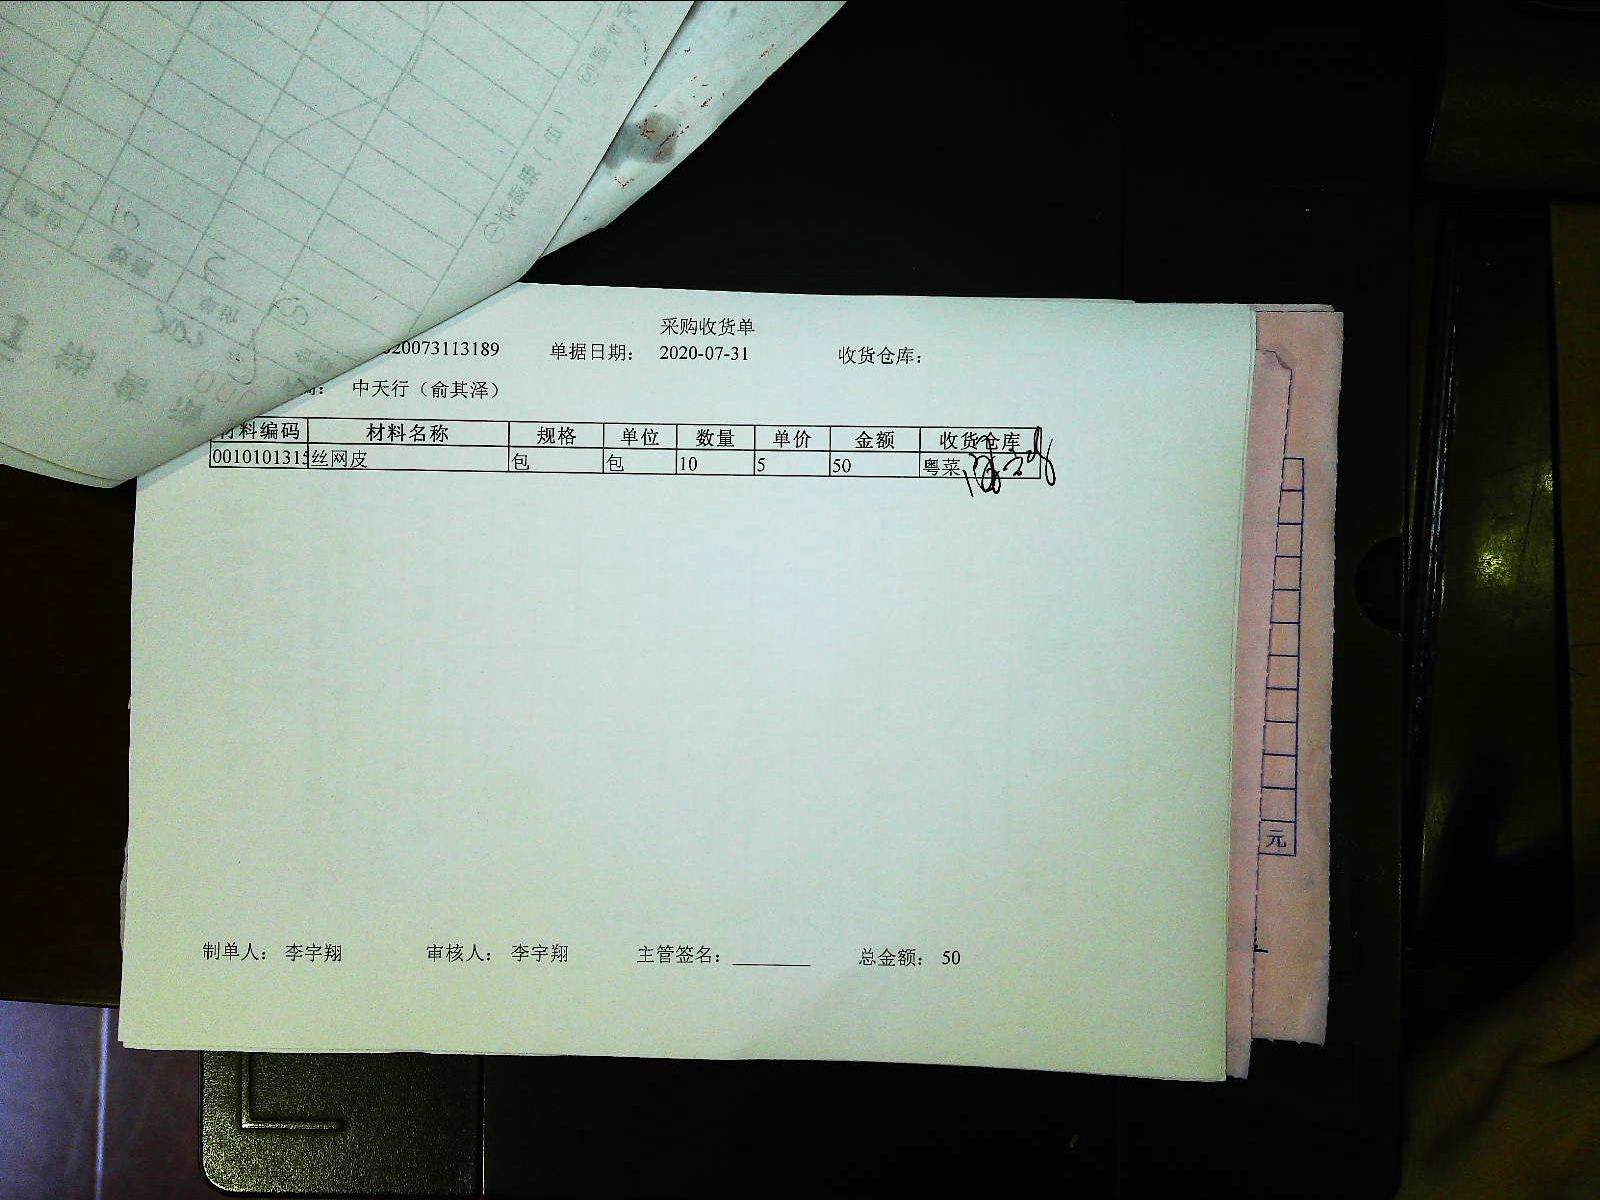 采购收货单
20073113189 单据日期: 2020-07-31 收货仓库:
中天行（俞其泽）
材料编码 材料名称 规格 单位 数量 单价 金额 收货仓库
0010101315 丝网皮 包 包 10 5 50 粤菜
元
制单人: 李宇翔 审核人: 李宇翔 主管签名: 总金额: 50